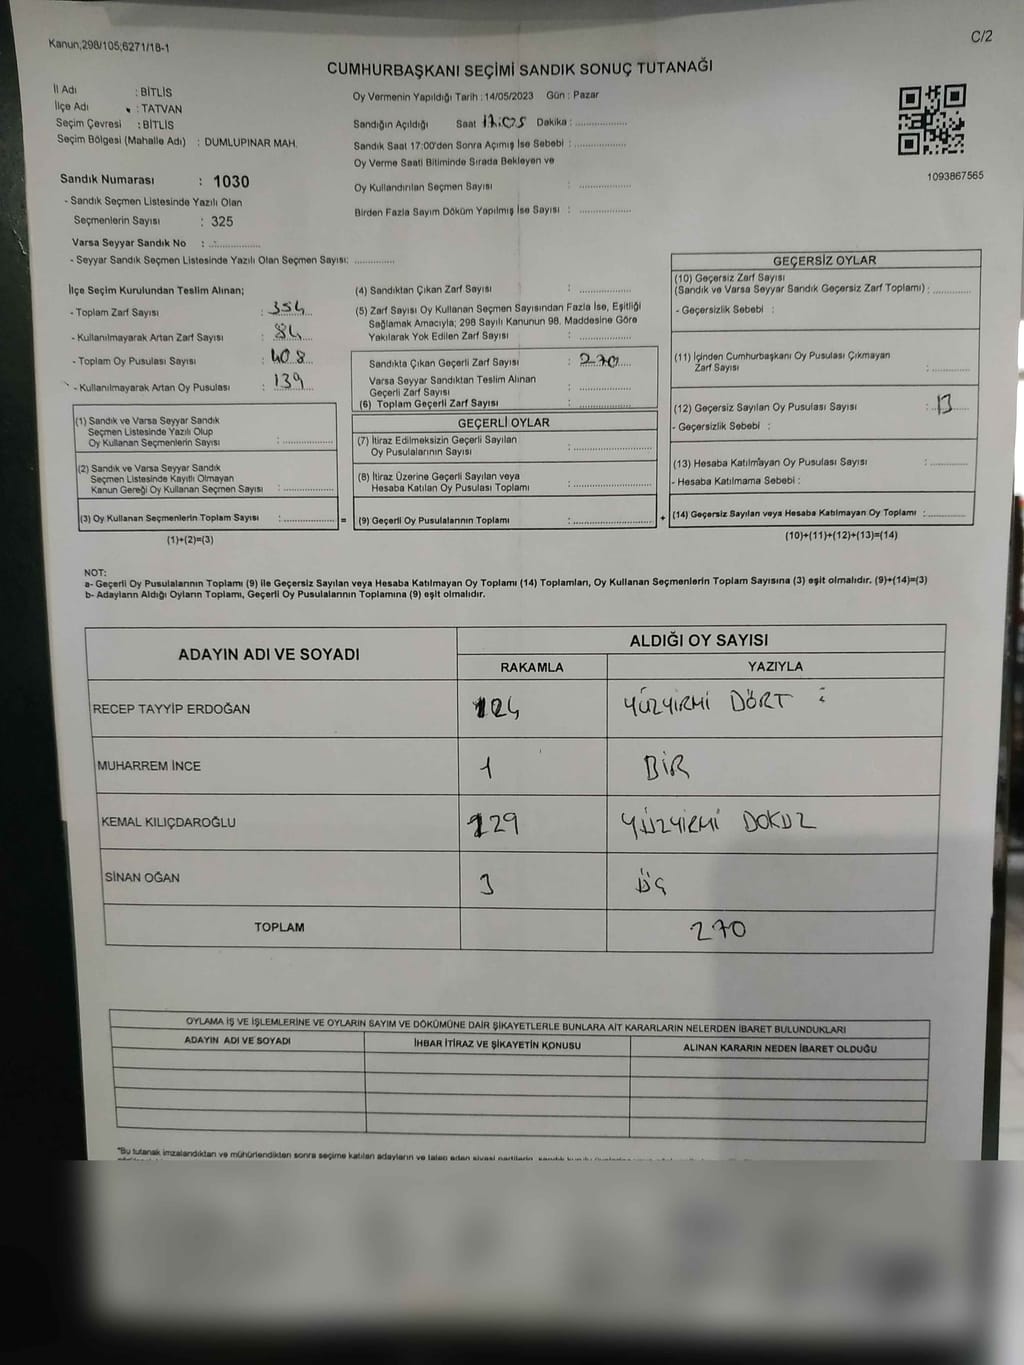 Kanun,298/105;6271/18-1
C/2
CUMHURBAŞKANI SEÇİMİ SANDIK SONUÇ TUTANAĞI
İl Adı : BİTLİS
İlçe Adı : TATVAN
Seçim Çevresi : BİTLİS
Seçim Bölgesi (Mahalle Adı) : DUMLUPINAR MAH.
Oy Vermenin Yapıldığı Tarih : 14/05/2023 Gün : Pazar
Sandığın Açıldığı Saat 17:05 Dakika : ................
Sandık Saat 17:00'den Sonra Açımış İse Sebebi : ................
Oy Verme Saati Bitiminde Sırada Bekleyen ve
Oy Kullandırılan Seçmen Sayısı : ................
Birden Fazla Sayım Döküm Yapılmış İse Sayısı : ................
1093867565
Sandık Numarası : 1030
- Sandık Seçmen Listesinde Yazılı Olan
Seçmenlerin Sayısı : 325
Varsa Seyyar Sandık No : ................
- Seyyar Sandık Seçmen Listesinde Yazılı Olan Seçmen Sayısı: ............
İlçe Seçim Kurulundan Teslim Alınan;
- Toplam Zarf Sayısı : 354
- Kullanılmayarak Artan Zarf Sayısı : 84
- Toplam Oy Pusulası Sayısı : 408
- Kullanılmayarak Artan Oy Pusulası : 139
(1) Sandık ve Varsa Seyyar Sandık
Seçmen Listesinde Yazılı Olup
Oy Kullanan Seçmenlerin Sayısı : ................
(2) Sandık ve Varsa Seyyar Sandık
Seçmen Listesinde Kayıtlı Olmayan
Kanun Gereği Oy Kullanan Seçmen Sayısı : ................
(3) Oy Kullanan Seçmenlerin Toplam Sayısı : ................ =
(1)+(2)=(3)
(4) Sandıktan Çıkan Zarf Sayısı : ................
(5) Zarf Sayısı Oy Kullanan Seçmen Sayısından Fazla İse, Eşitliği
Sağlamak Amacıyla; 298 Sayılı Kanunun 98. Maddesine Göre
Yakılarak Yok Edilen Zarf Sayısı : ................
Sandıkta Çıkan Geçerli Zarf Sayısı : 270
Varsa Seyyar Sandıktan Teslim Alınan
Geçerli Zarf Sayısı : ................
(6) Toplam Geçerli Zarf Sayısı : ................
GEÇERLİ OYLAR
(7) İtiraz Edilmeksizin Geçerli Sayılan
Oy Pusulalarının Sayısı : ................
(8) İtiraz Üzerine Geçerli Sayılan veya
Hesaba Katılan Oy Pusulası Toplamı : ................
(9) Geçerli Oy Pusulalarının Toplamı : ................ +
GEÇERSİZ OYLAR
(10) Geçersiz Zarf Sayısı
(Sandık ve Varsa Seyyar Sandık Geçersiz Zarf Toplamı) : ............
- Geçersizlik Sebebi :
(11) İçinden Cumhurbaşkanı Oy Pusulası Çıkmayan
Zarf Sayısı : ............
(12) Geçersiz Sayılan Oy Pusulası Sayısı : 13
- Geçersizlik Sebebi :
(13) Hesaba Katılmayan Oy Pusulası Sayısı : ............
- Hesaba Katılmama Sebebi :
(14) Geçersiz Sayılan veya Hesaba Katılmayan Oy Toplamı : ............
(10)+(11)+(12)+(13)=(14)
NOT:
a- Geçerli Oy Pusulalarının Toplamı (9) ile Geçersiz Sayılan veya Hesaba Katılmayan Oy Toplamı (14) Toplamları, Oy Kullanan Seçmenlerin Toplam Sayısına (3) eşit olmalıdır. (9)+(14)=(3)
b- Adayların Aldığı Oyların Toplamı, Geçerli Oy Pusulalarının Toplamına (9) eşit olmalıdır.
ADAYIN ADI VE SOYADI ALDIĞI OY SAYISI
RAKAMLA YAZIYLA
RECEP TAYYİP ERDOĞAN 124 YÜZYİRMİ DÖRT
MUHARREM İNCE 1 BİR
KEMAL KILIÇDAROĞLU 129 YÜZYİRMİ DOKUZ
SİNAN OĞAN 3 ÜÇ
TOPLAM 270
OYLAMA İŞ VE İŞLEMLERİNE VE OYLARIN SAYIM VE DÖKÜMÜNE DAİR ŞİKAYETLERLE BUNLARA AİT KARARLARIN NELERDEN İBARET BULUNDUKLARI
ADAYIN ADI VE SOYADI İHBAR İTİRAZ VE ŞİKAYETİN KONUSU ALINAN KARARIN NEDEN İBARET OLDUĞU
"Bu tutanak imzalandıktan ve mühürlendikten sonra seçime katılan adayların ve talep eden siyasi partilerin,